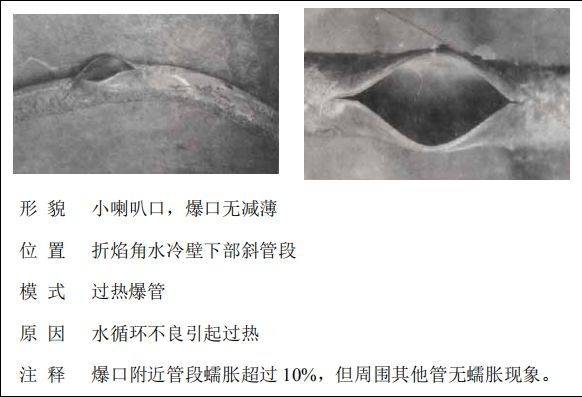 形 貌 小喇叭口，爆口无减薄
位 置 折焰角水冷壁下部斜管段
模 式 过热爆管
原 因 水循环不良引起过热
注 释 爆口附近管段蠕胀超过 10%，但周围其他管无蠕胀现象。